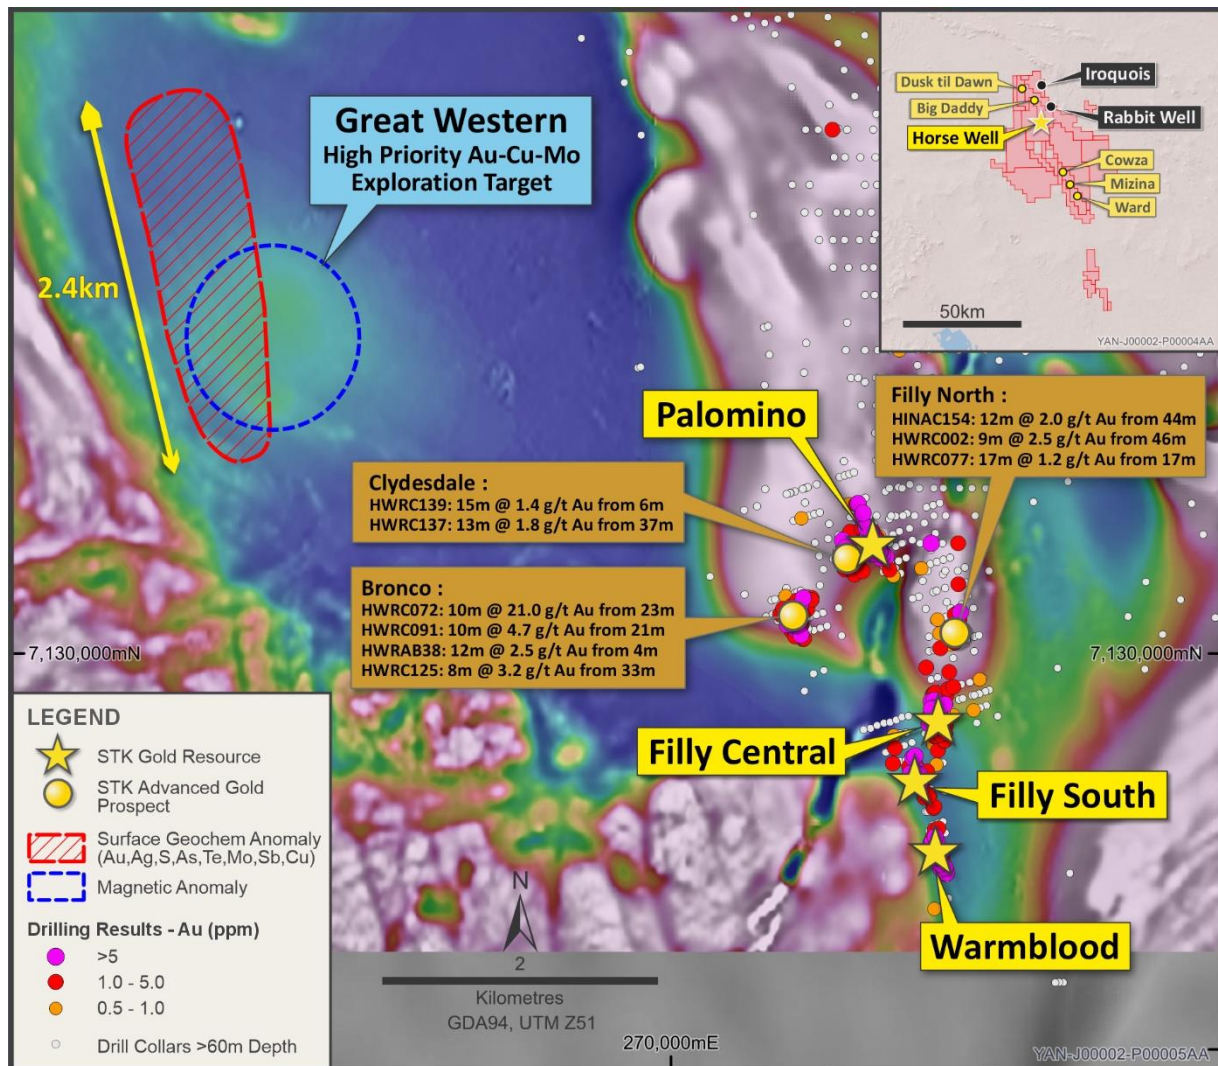 Great Western
High Priority Au-Cu-Mo
Exploration Target
2.4km
Dusk til Dawn
Iroquois
Big Daddy
Rabbit Well
Horse Well
Cowza
Mizina
Ward
50km
YAN-J00002-P00004AA
Palomino
Filly North :
HINAC154: 12m @ 2.0 g/t Au from 44m
HWRC002: 9m @ 2.5 g/t Au from 46m
HWRC077: 17m @ 1.2 g/t Au from 17m
Clydesdale :
HWRC139: 15m @ 1.4 g/t Au from 6m
HWRC137: 13m @ 1.8 g/t Au from 37m
Bronco :
HWRC072: 10m @ 21.0 g/t Au from 23m
HWRC091: 10m @ 4.7 g/t Au from 21m
HWRAB38: 12m @ 2.5 g/t Au from 4m
HWRC125: 8m @ 3.2 g/t Au from 33m
7,130,000mN
7,130,000mN
Filly Central
Filly South
Warmblood
LEGEND
STK Gold Resource
STK Advanced Gold
Prospect
Surface Geochem Anomaly
(Au,Ag,S,As,Te,Mo,Sb,Cu)
Magnetic Anomaly
Drilling Results - Au (ppm)
>5
1.0 - 5.0
0.5 - 1.0
Drill Collars >60m Depth
N
2
Kilometres
GDA94, UTM Z51
270,000mE
YAN-J00002-P00005AA